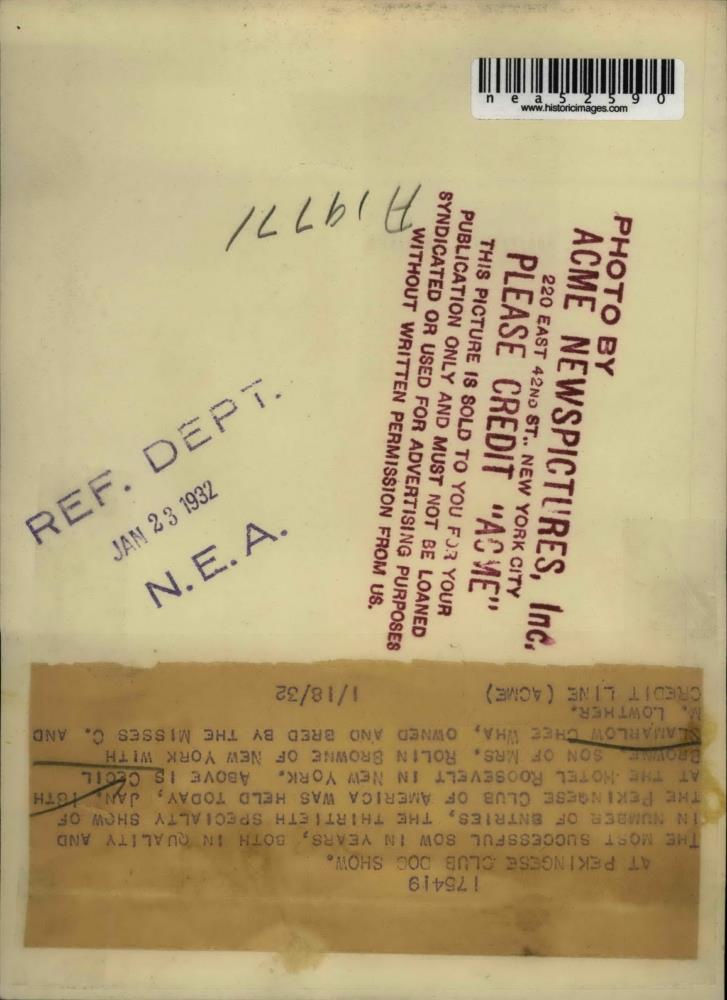 nea52590
www.historicimages.com
A19771
PHOTO BY
ACME NEWSPICTURES, Inc.
220 EAST 42ND ST., NEW YORK CITY
PLEASE CREDIT "ACME"
THIS PICTURE IS SOLD TO YOU FOR YOUR
PUBLICATION ONLY AND MUST NOT BE LOANED
SYNDICATED OR USED FOR ADVERTISING PURPOSES
WITHOUT WRITTEN PERMISSION FROM US.
REF. DEPT.
JAN 23 1932
N.E.A.
175419
AT PEKINGESE CLUB DOG SHOW.
THE MOST SUCCESSFUL SOW IN YEARS, BOTH IN QUALITY AND
IN NUMBER OF ENTRIES, THE THIRTIETH SPECIALTY SHOW OF
THE PEKINGESE CLUB OF AMERICA WAS HELD TODAY, JAN. 18TH
AT THE HOTEL ROOSEVELT IN NEW YORK. ABOVE IS CECIL
BROWNE SON OF MRS. ROLIN BROWNE OF NEW YORK WITH
CHEE WHA, OWNED AND BRED BY THE MISSES C. AND
M. LOWTHER.
CREDIT LINE (ACME) 1/18/32